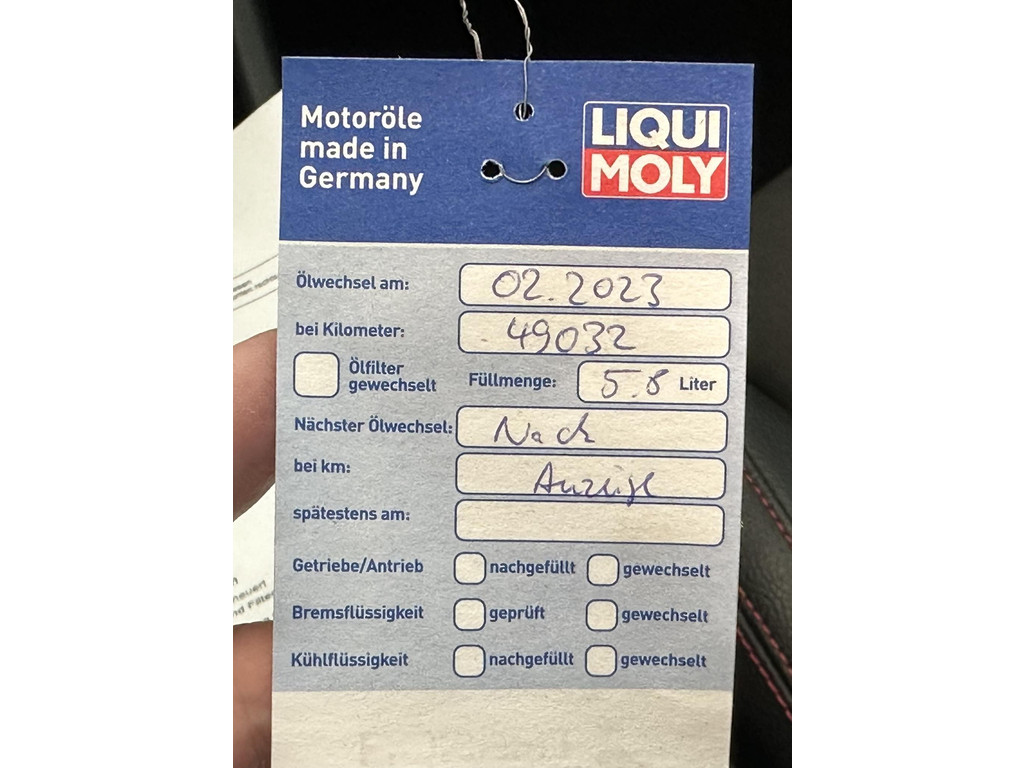 Motoröle
made in
Germany
LIQUI
MOLY
Ölwechsel am: 02.2023
bei Kilometer: 49032
Ölfilter
gewechselt
Füllmenge: 5.8 Liter
Nächster Ölwechsel: Nach
bei km: Anzeige
spätestens am:
Getriebe/Antrieb nachgefüllt gewechselt
Bremsflüssigkeit geprüft gewechselt
Kühlflüssigkeit nachgefüllt gewechselt